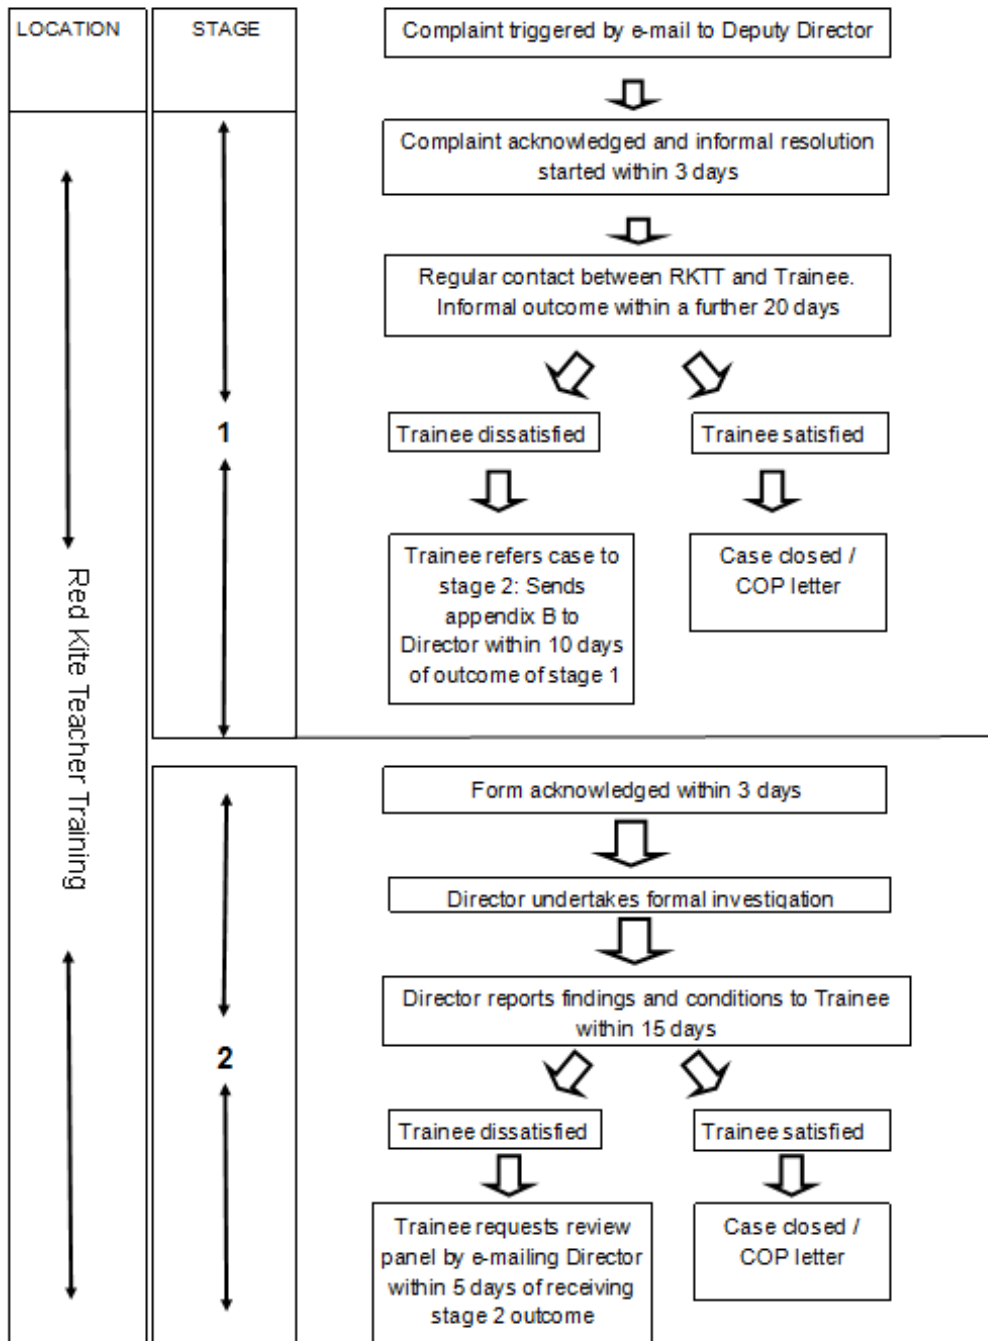 LOCATION
STAGE
Complaint triggered by e-mail to Deputy Director
Complaint acknowledged and informal resolution
started within 3 days
Regular contact between RKTT and Trainee.
Informal outcome within a further 20 days
1
Trainee dissatisfied
Trainee satisfied
Trainee refers case to
stage 2: Sends
appendix B to
Director within 10 days
of outcome of stage 1
Case closed /
COP letter
Red Kite Teacher Training
Form acknowledged within 3 days
Director undertakes formal investigation
Director reports findings and conditions to Trainee
within 15 days
2
Trainee dissatisfied
Trainee satisfied
Trainee requests review
panel by e-mailing Director
within 5 days of receiving
stage 2 outcome
Case closed /
COP letter